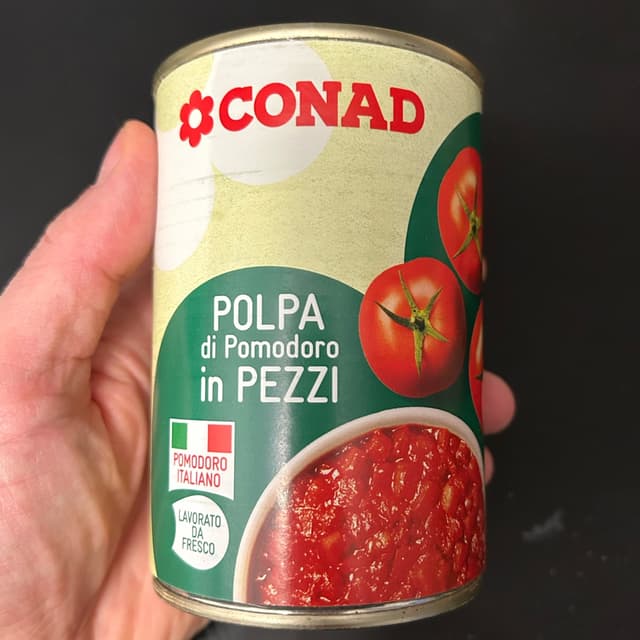 CONAD
POLPA
di Pomodoro
in PEZZI
POMODORO
ITALIANO
LAVORATO
DA
FRESCO